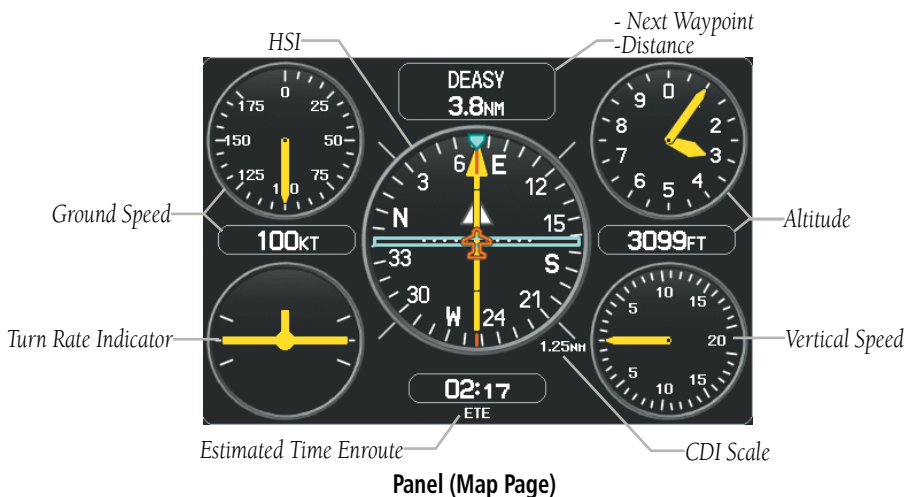 - Next Waypoint
-Distance
HSI
DEASY
3.8NM
0
25
50
75
100
125
150
175
Ground Speed
100KT
6
E
12
15
S
21
24
W
30
33
N
3
0
2
3
4
5
6
7
8
9
Altitude
3099FT
Turn Rate Indicator
5
10
15
20
15
10
5
Vertical Speed
1.25NM
02:17
ETE
Estimated Time Enroute
CDI Scale
Panel (Map Page)